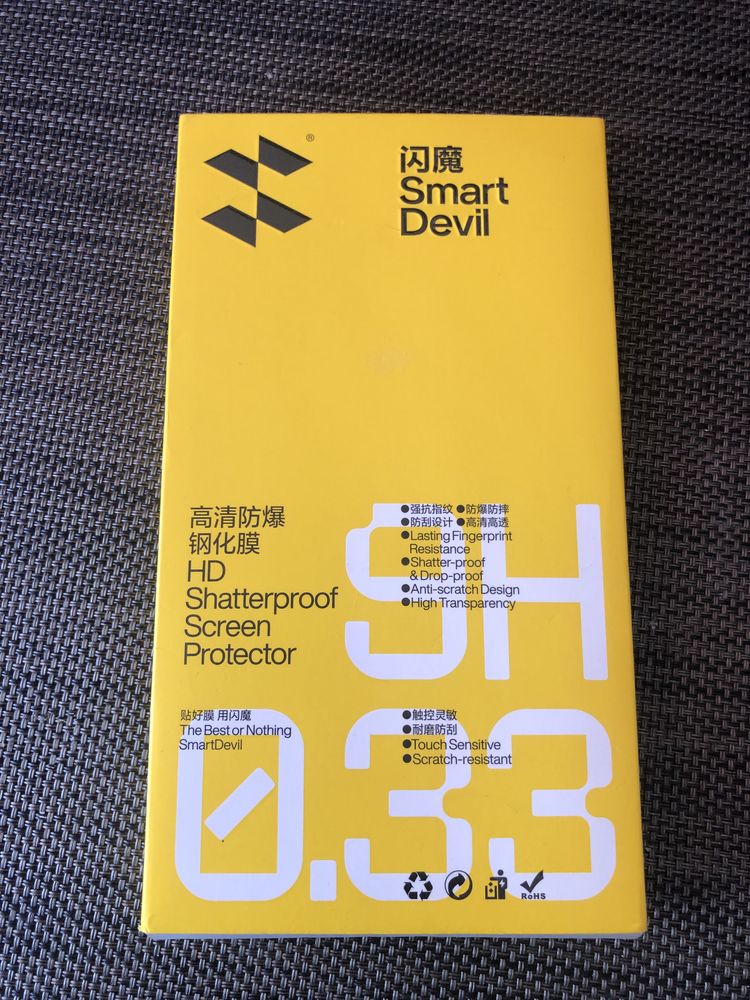 ®
闪魔
Smart
Devil
高清防爆
钢化膜
HD
Shatterproof
Screen
Protector
9H
●强抗指纹 ●防爆防摔
●防刮设计 ●高清高透
●Lasting Fingerprint
Resistance
●Shatter-proof
& Drop-proof
●Anti-scratch Design
●High Transparency
贴好膜 用闪魔
The Best or Nothing
SmartDevil
0.33
●触控灵敏
●耐磨防刮
●Touch Sensitive
●Scratch-resistant
RoHS